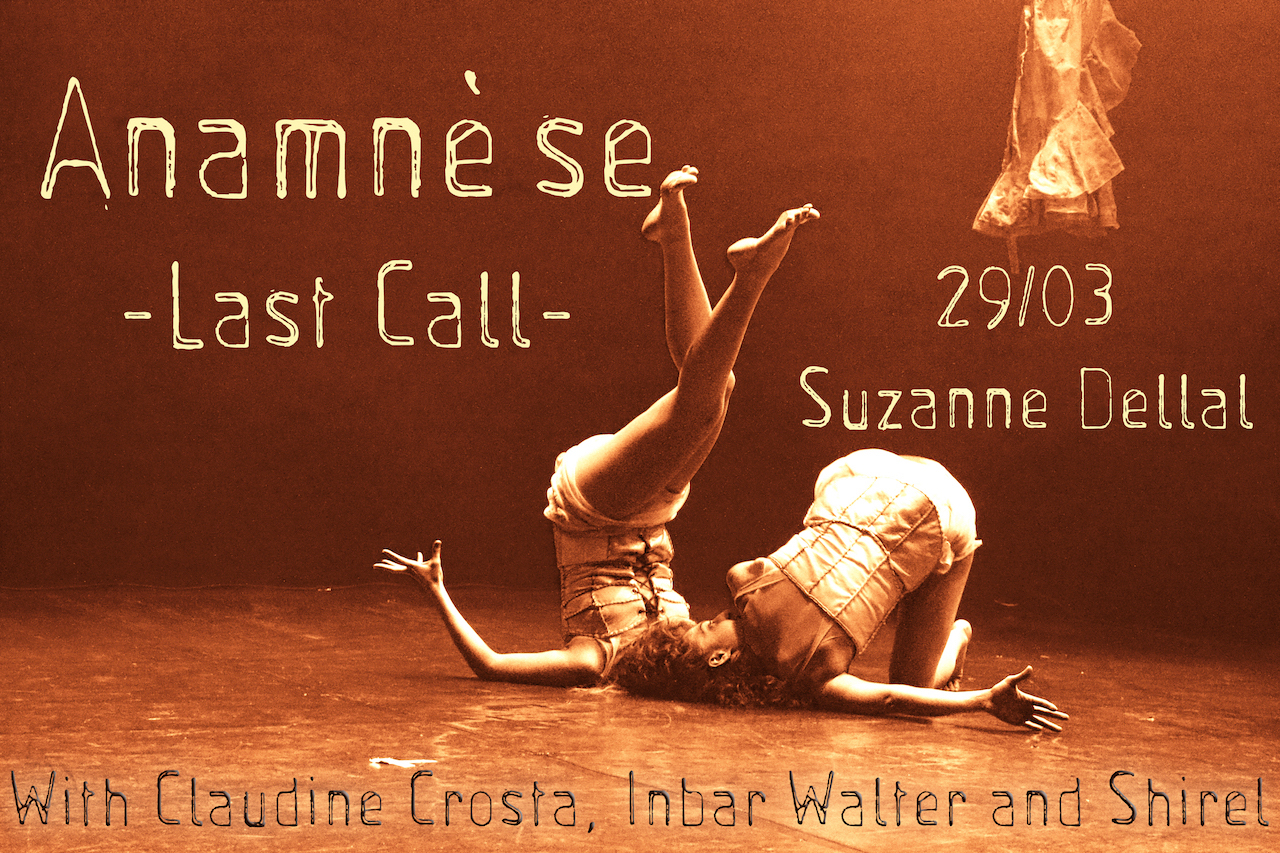 Anamnèse
-Last Call-
29/03
Suzanne Dellal
With Claudine Crosta, Inbar Walter and Shirel